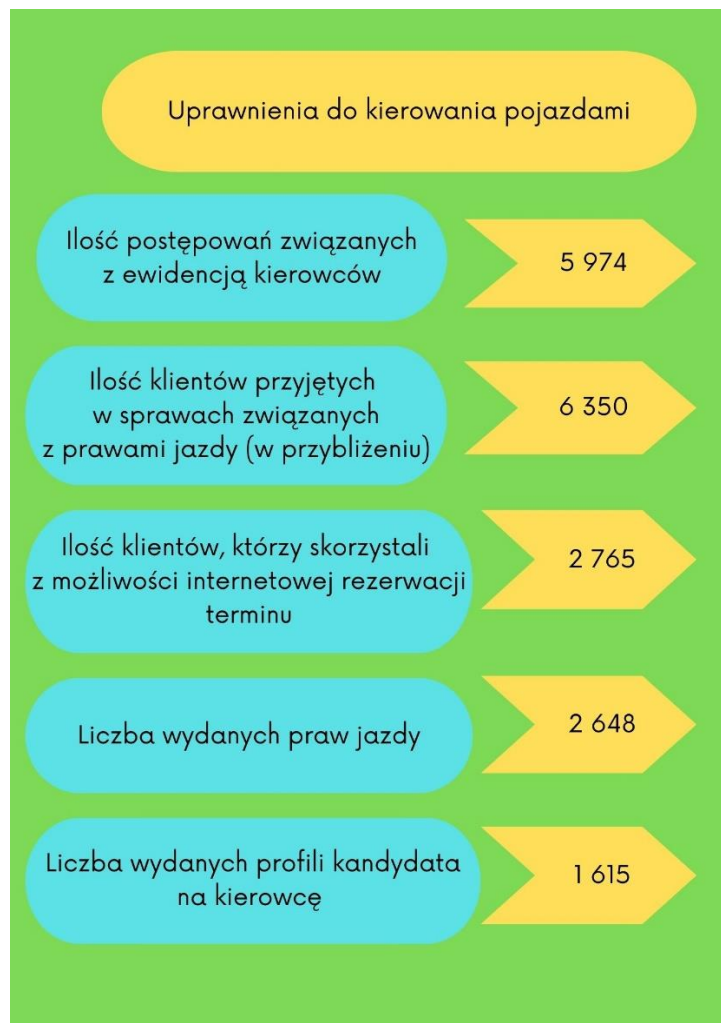 Uprawnienia do kierowania pojazdami
Ilość postępowań związanych
z ewidencją kierowców
5 974
Ilość klientów przyjętych
w sprawach związanych
z prawami jazdy (w przybliżeniu)
6 350
Ilość klientów, którzy skorzystali
z możliwości internetowej rezerwacji
terminu
2 765
Liczba wydanych praw jazdy
2 648
Liczba wydanych profili kandydata
na kierowcę
1 615